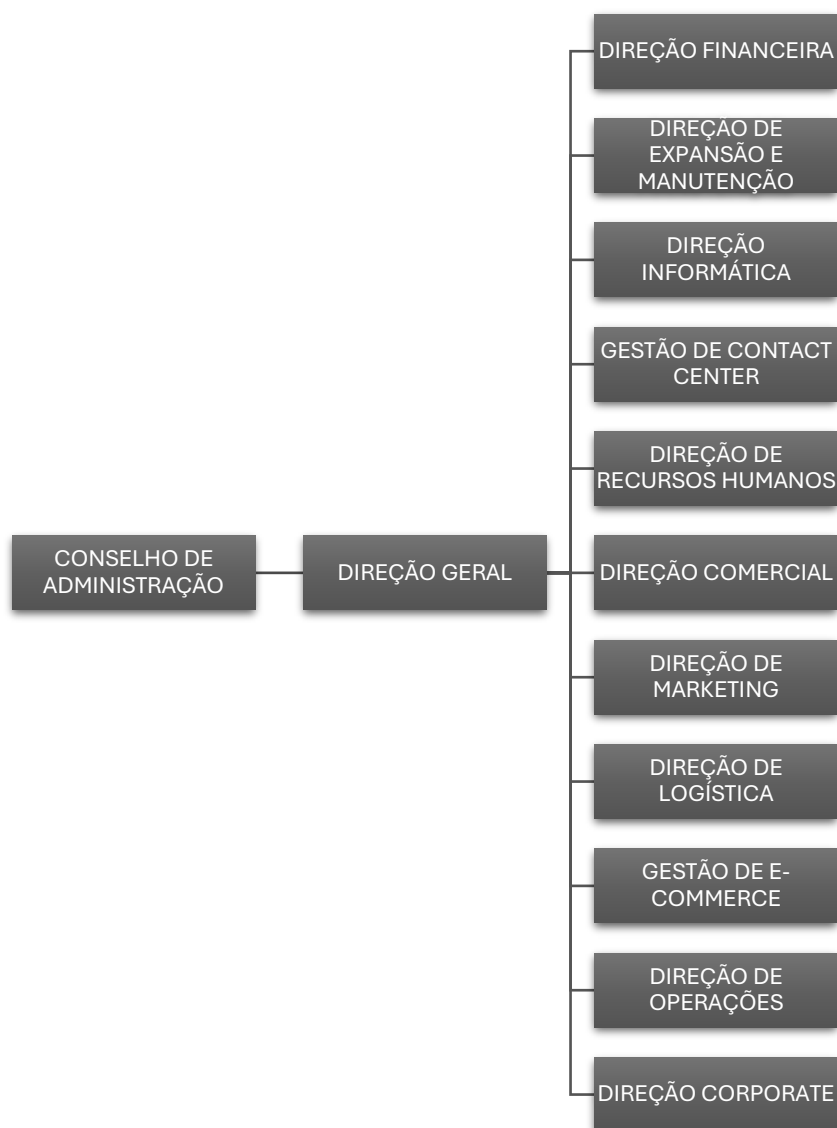 DIREÇÃO FINANCEIRA
DIREÇÃO DE
EXPANSÃO E
MANUTENÇÃO
DIREÇÃO
INFORMÁTICA
GESTÃO DE CONTACT
CENTER
DIREÇÃO DE
RECURSOS HUMANOS
CONSELHO DE
ADMINISTRAÇÃO
DIREÇÃO GERAL
DIREÇÃO COMERCIAL
DIREÇÃO DE
MARKETING
DIREÇÃO DE
LOGÍSTICA
GESTÃO DE E-
COMMERCE
DIREÇÃO DE
OPERAÇÕES
DIREÇÃO CORPORATE